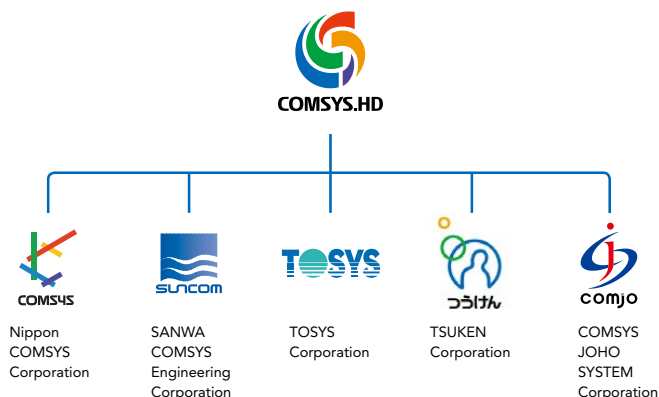 COMSYS.HD
COMSYS
SUNCOM
TOSYS
つうけん
comjo
Nippon
COMSYS
Corporation
SANWA
COMSYS
Engineering
Corporation
TOSYS
Corporation
TSUKEN
Corporation
COMSYS
JOHO
SYSTEM
Corporation